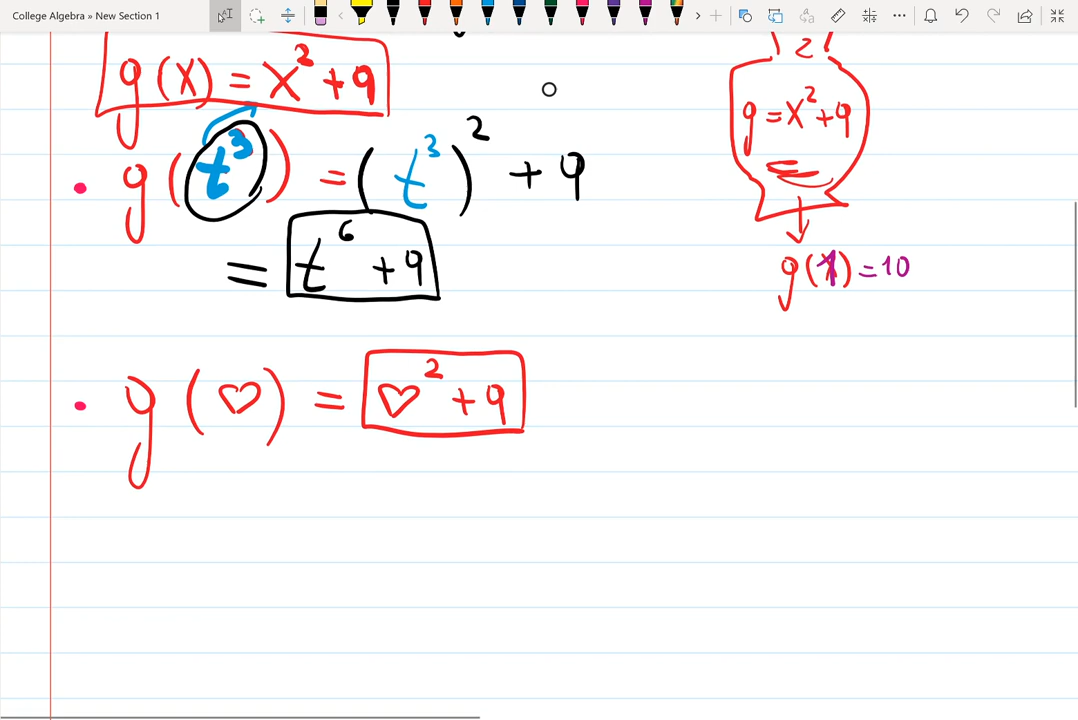 College Algebra » New Section 1
g(x) = x² + 9
• g(t³) = (t³)² + 9
= t⁶ + 9
• g(♡) = ♡² + 9
g = x² + 9
g(1) = 10